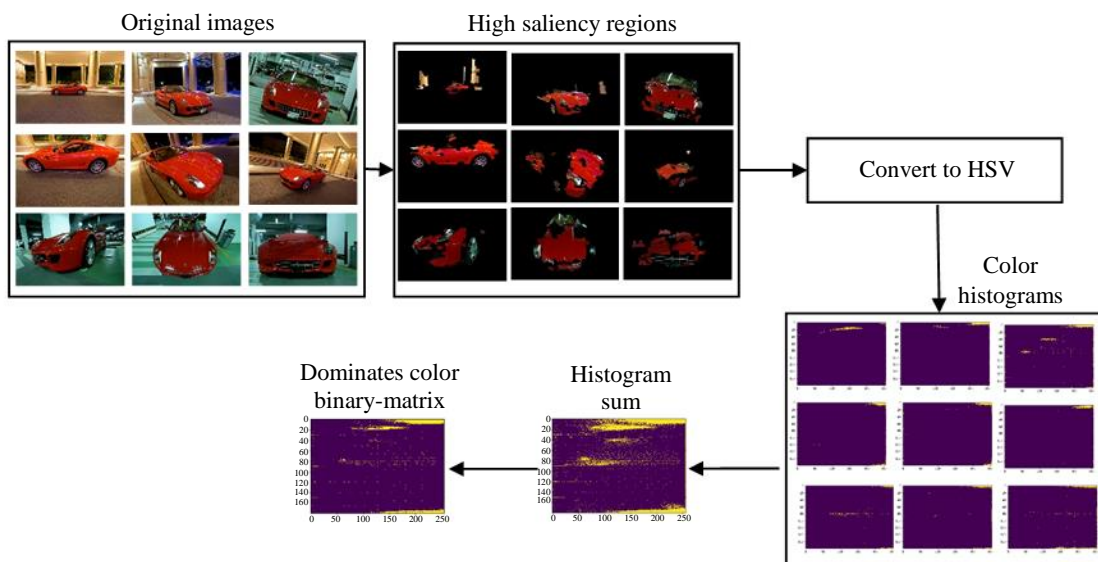 Original images
High saliency regions
Convert to HSV
Color
histograms
Histogram
sum
Dominates color
binary-matrix
0
20
40
60
80
100
120
140
160
0 50 100 150 200 250
0
20
40
60
80
100
120
140
160
0 50 100 150 200 250